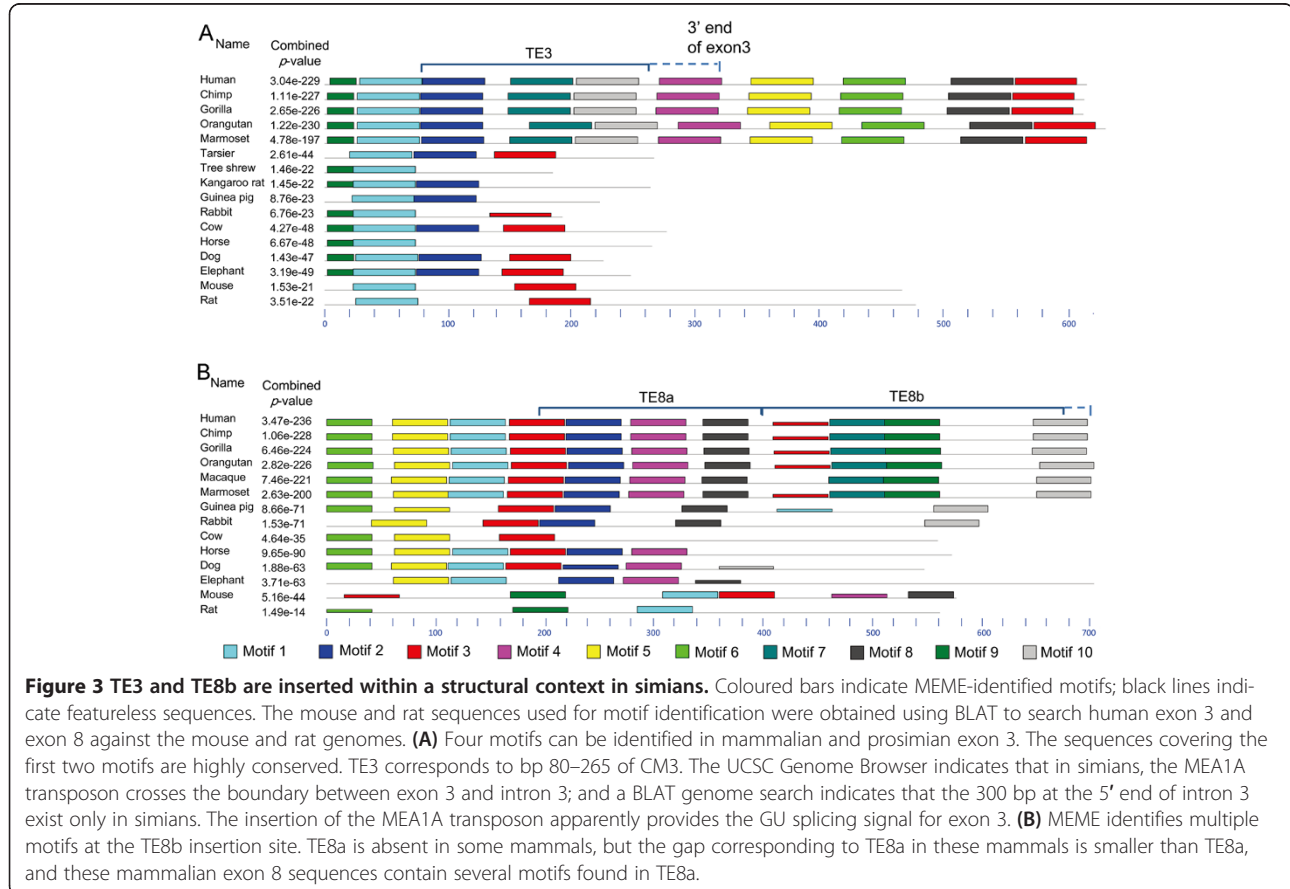 A
Name
Combined
p-value
TE3
3' end
of exon3
Human 3.04e-229
Chimp 1.11e-227
Gorilla 2.65e-226
Orangutan 1.22e-230
Marmoset 4.78e-197
Tarsier 2.61e-44
Tree shrew 1.46e-22
Kangaroo rat 1.45e-22
Guinea pig 8.76e-23
Rabbit 6.76e-23
Cow 4.27e-48
Horse 6.67e-48
Dog 1.43e-47
Elephant 3.19e-49
Mouse 1.53e-21
Rat 3.51e-22
0 100 200 300 400 500 600
B
Name
Combined
p-value
TE8a TE8b
Human 3.47e-236
Chimp 1.06e-228
Gorilla 6.46e-224
Orangutan 2.82e-226
Macaque 7.46e-221
Marmoset 2.63e-200
Guinea pig 8.66e-71
Rabbit 1.53e-71
Cow 4.64e-35
Horse 9.65e-90
Dog 1.88e-63
Elephant 3.71e-63
Mouse 5.16e-44
Rat 1.49e-14
0 100 200 300 400 500 600 700
Motif 1 Motif 2 Motif 3 Motif 4 Motif 5 Motif 6 Motif 7 Motif 8 Motif 9 Motif 10
Figure 3 TE3 and TE8b are inserted within a structural context in simians. Coloured bars indicate MEME-identified motifs; black lines indi-
cate featureless sequences. The mouse and rat sequences used for motif identification were obtained using BLAT to search human exon 3 and
exon 8 against the mouse and rat genomes. (A) Four motifs can be identified in mammalian and prosimian exon 3. The sequences covering the
first two motifs are highly conserved. TE3 corresponds to bp 80–265 of CM3. The UCSC Genome Browser indicates that in simians, the MEA1A
transposon crosses the boundary between exon 3 and intron 3; and a BLAT genome search indicates that the 300 bp at the 5′ end of intron 3
exist only in simians. The insertion of the MEA1A transposon apparently provides the GU splicing signal for exon 3. (B) MEME identifies multiple
motifs at the TE8b insertion site. TE8a is absent in some mammals, but the gap corresponding to TE8a in these mammals is smaller than TE8a,
and these mammalian exon 8 sequences contain several motifs found in TE8a.